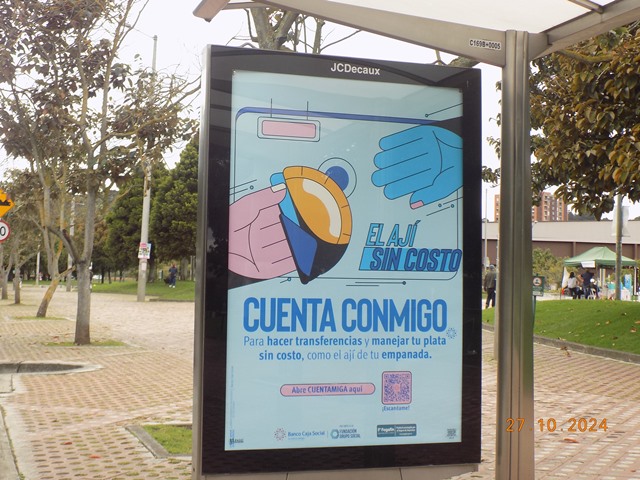 JCDecaux
C169B*0005
EL AJÍ
SIN COSTO
CUENTA CONMIGO
Para hacer transferencias y manejar tu plata
sin costo, como el ají de tu empanada.
Abre CUENTAMIGA aquí
¡Escanéame!
Banco Caja Social
FUNDACIÓN
GRUPO SOCIAL
27 10 2024